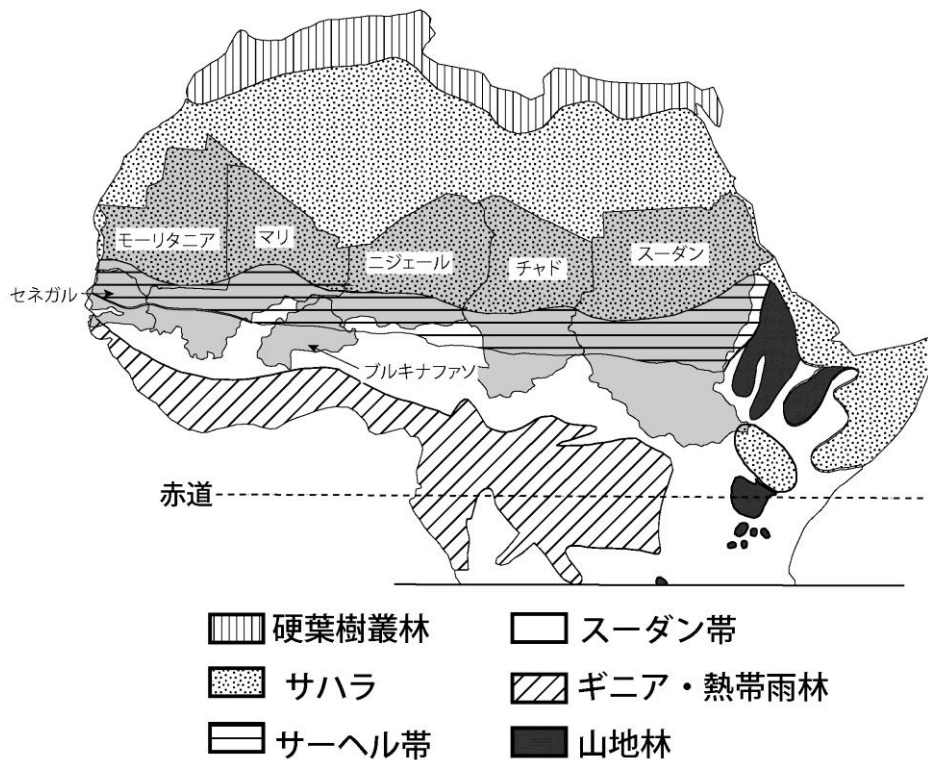 モーリタニア
マリ
ニジェール
チャド
スーダン
セネガル
ブルキナファソ
赤道
硬葉樹叢林
スーダン帯
サハラ
ギニア・熱帯雨林
サーヘル帯
山地林